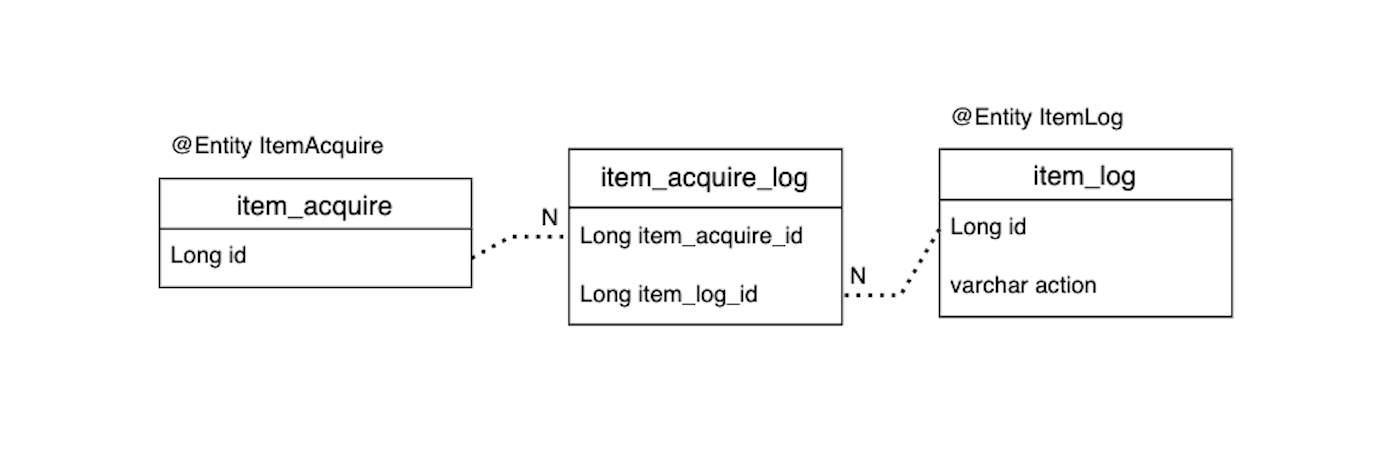 @Entity ItemAcquire
item_acquire
Long id
N
item_acquire_log
Long item_acquire_id
Long item_log_id
N
@Entity ItemLog
item_log
Long id
varchar action